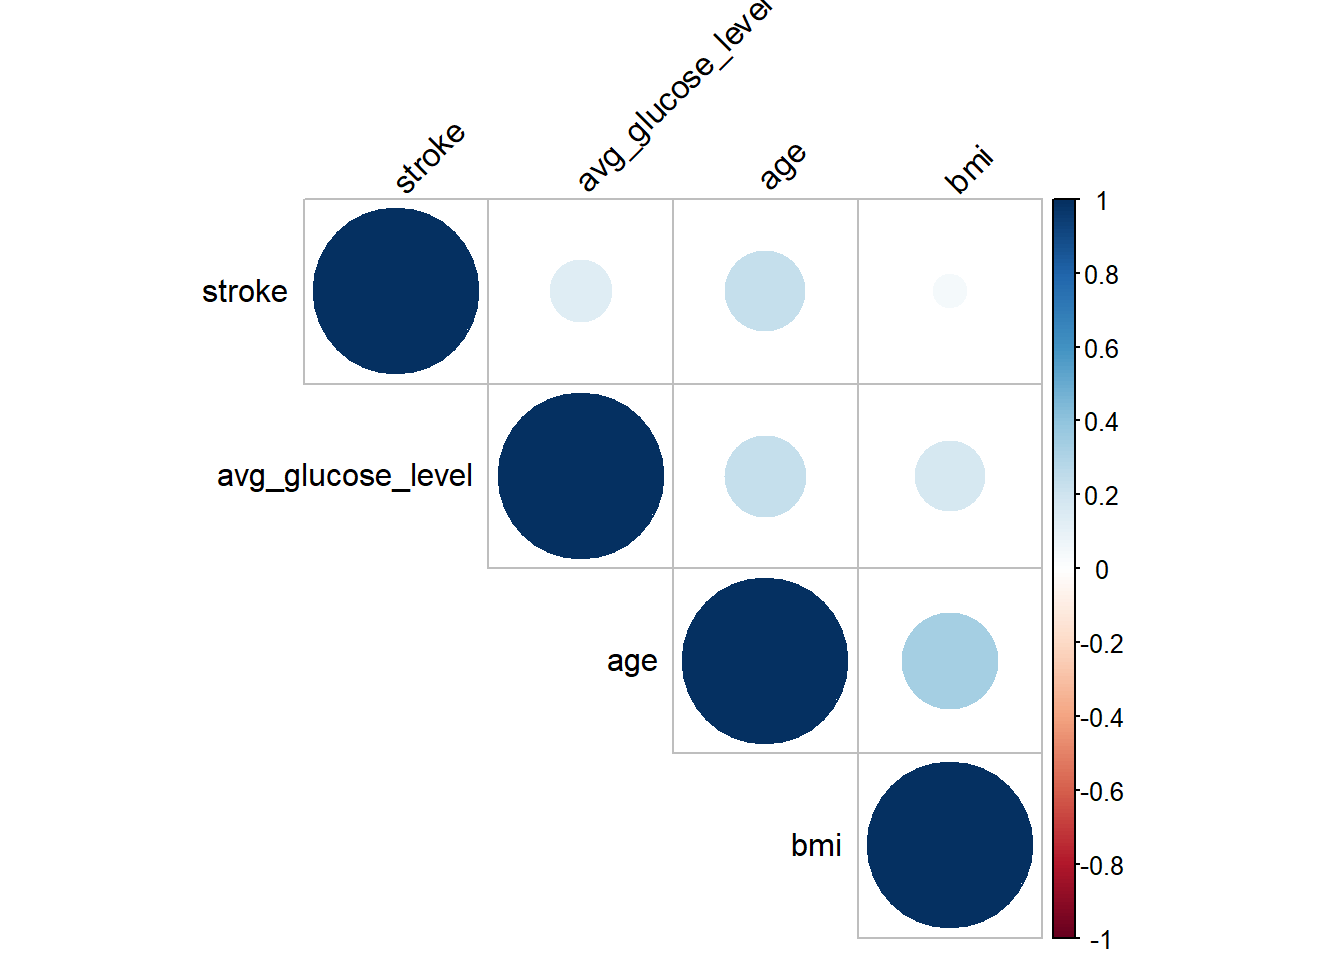 stroke
avg_glucose_level
age
bmi
stroke
avg_glucose_level
age
bmi
1
0.8
0.6
0.4
0.2
0
-0.2
-0.4
-0.6
-0.8
-1